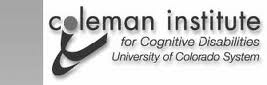 coleman institute
for Cognitive Disabilities
University of Colorado System